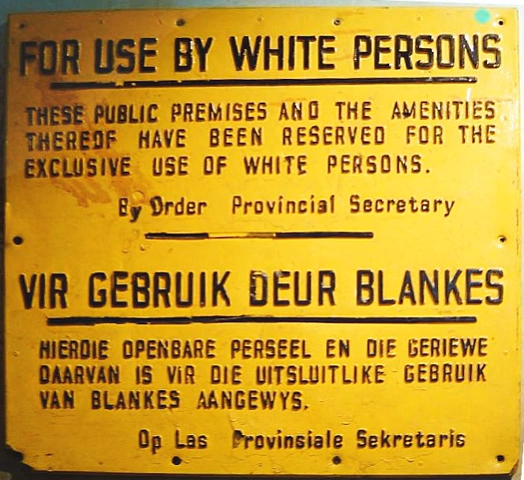 FOR USE BY WHITE PERSONS
THESE PUBLIC PREMISES AND THE AMENITIES
THEREOF HAVE BEEN RESERVED FOR THE
EXCLUSIVE USE OF WHITE PERSONS.
By Order Provincial Secretary
VIR GEBRUIK DEUR BLANKES
HIERDIE OPENBARE PERSEEL EN DIE GERIEWE
DAARVAN IS VIR DIE UITSLUITLIKE GEBRUIK
VAN BLANKES AANGEWYS.
Op Las Provinsiale Sekretaris